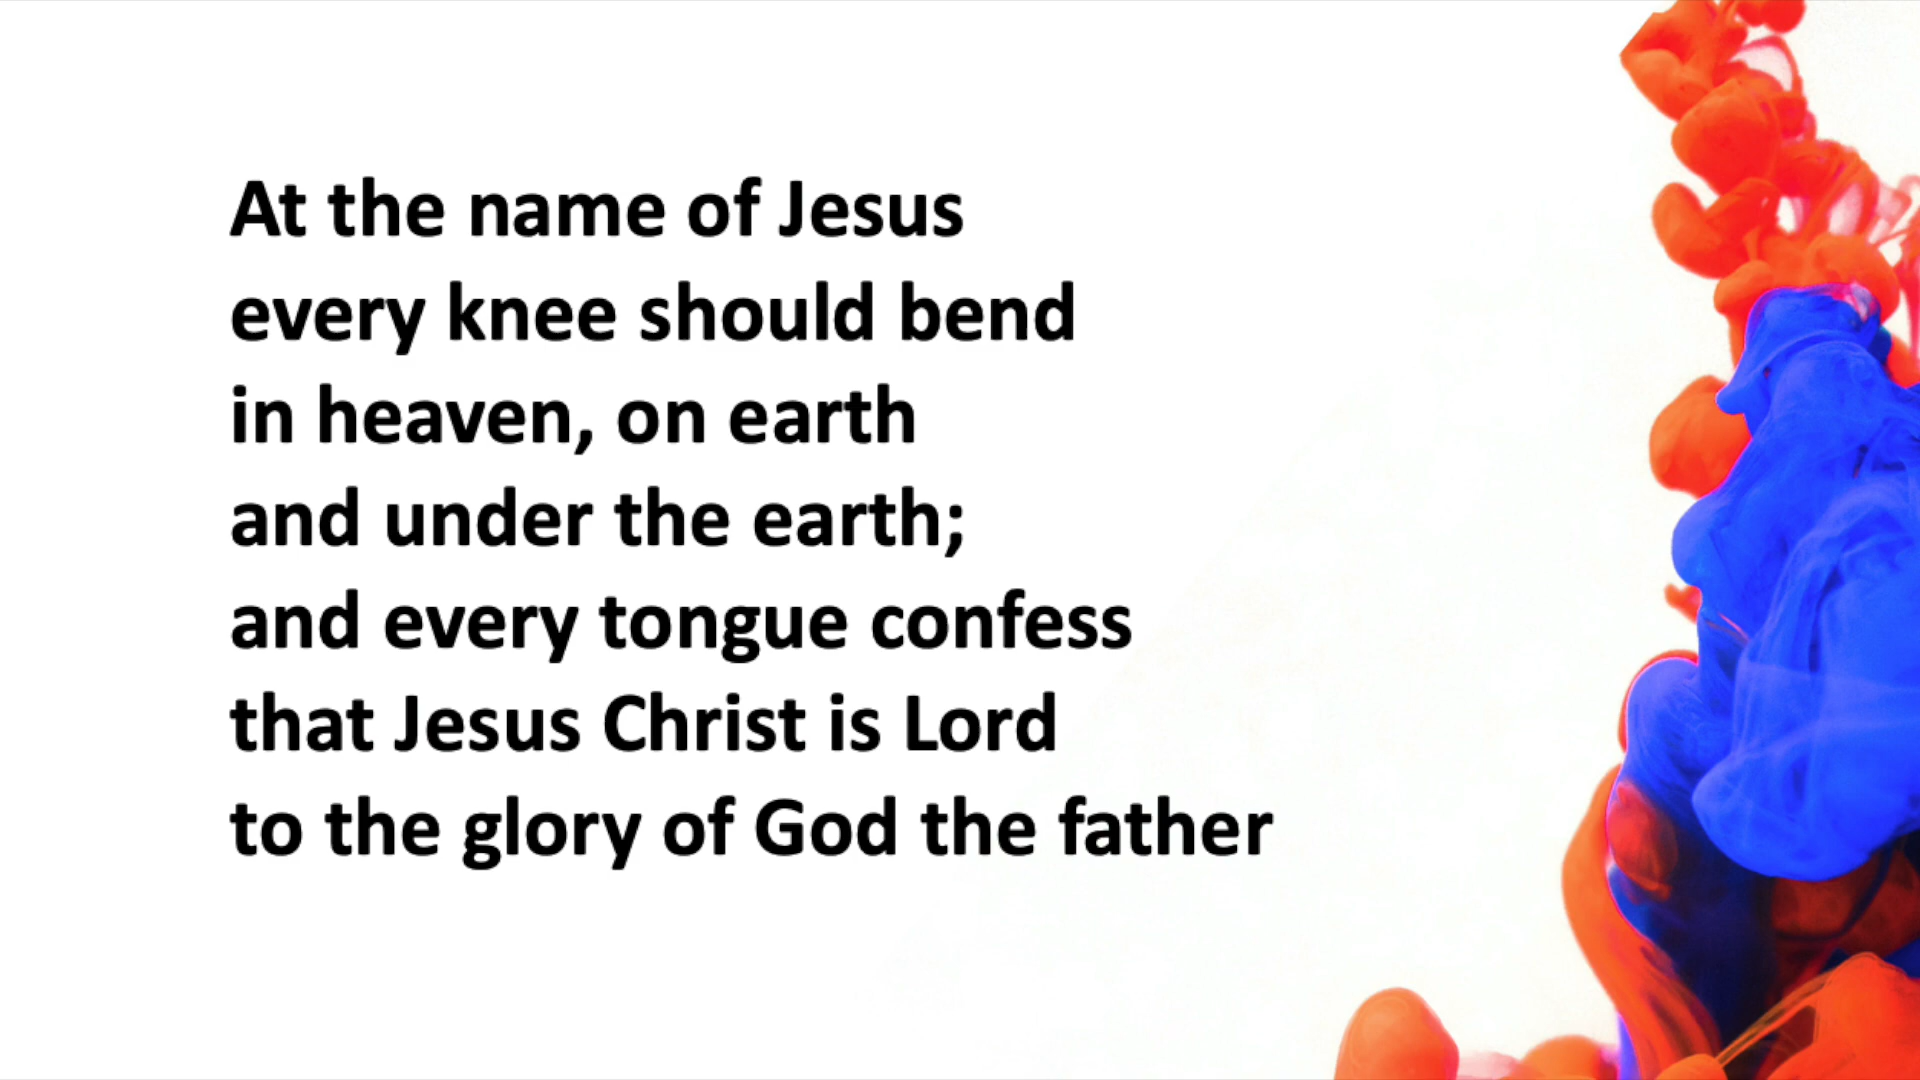 At the name of Jesus
every knee should bend
in heaven, on earth
and under the earth;
and every tongue confess
that Jesus Christ is Lord
to the glory of God the father